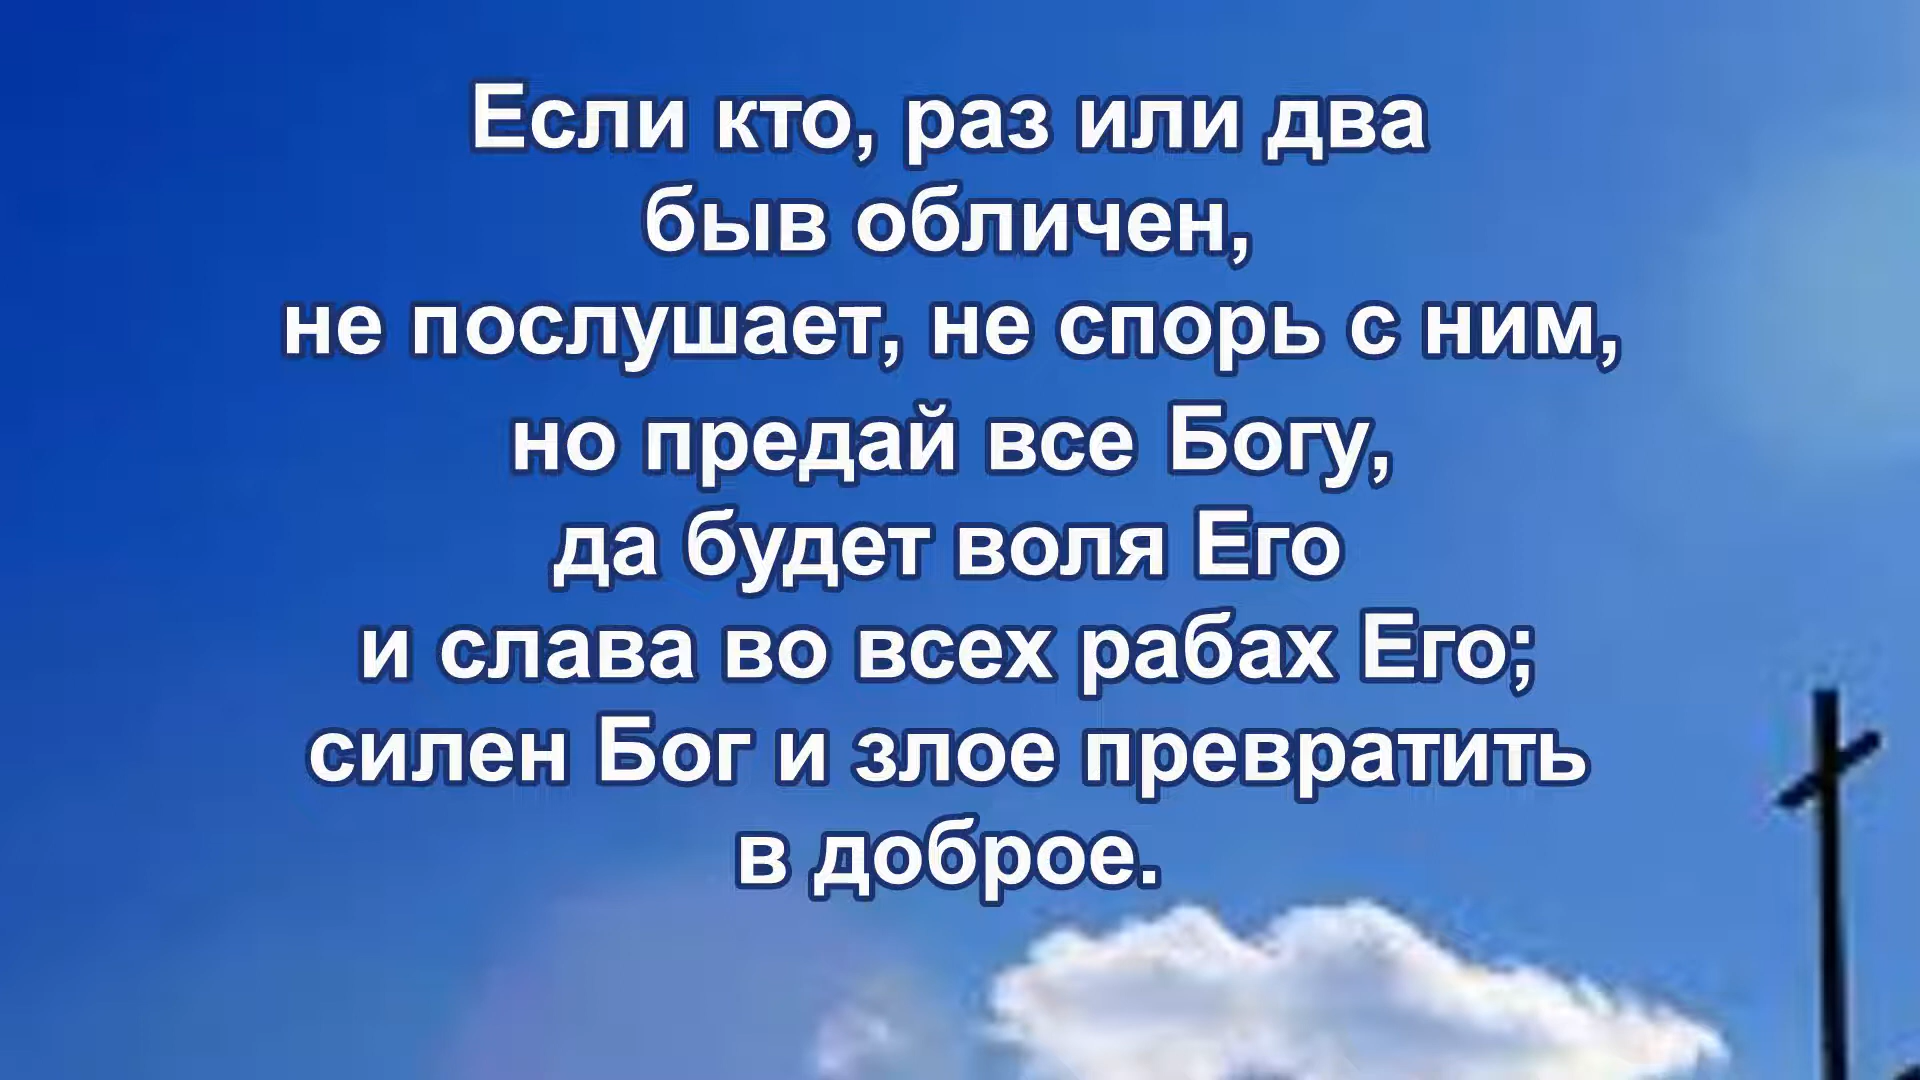 Если кто, раз или два
быв обличен,
не послушает, не спорь с ним,
но предай все Богу,
да будет воля Его
и слава во всех рабах Его;
силен Бог и злое превратить
в доброе.